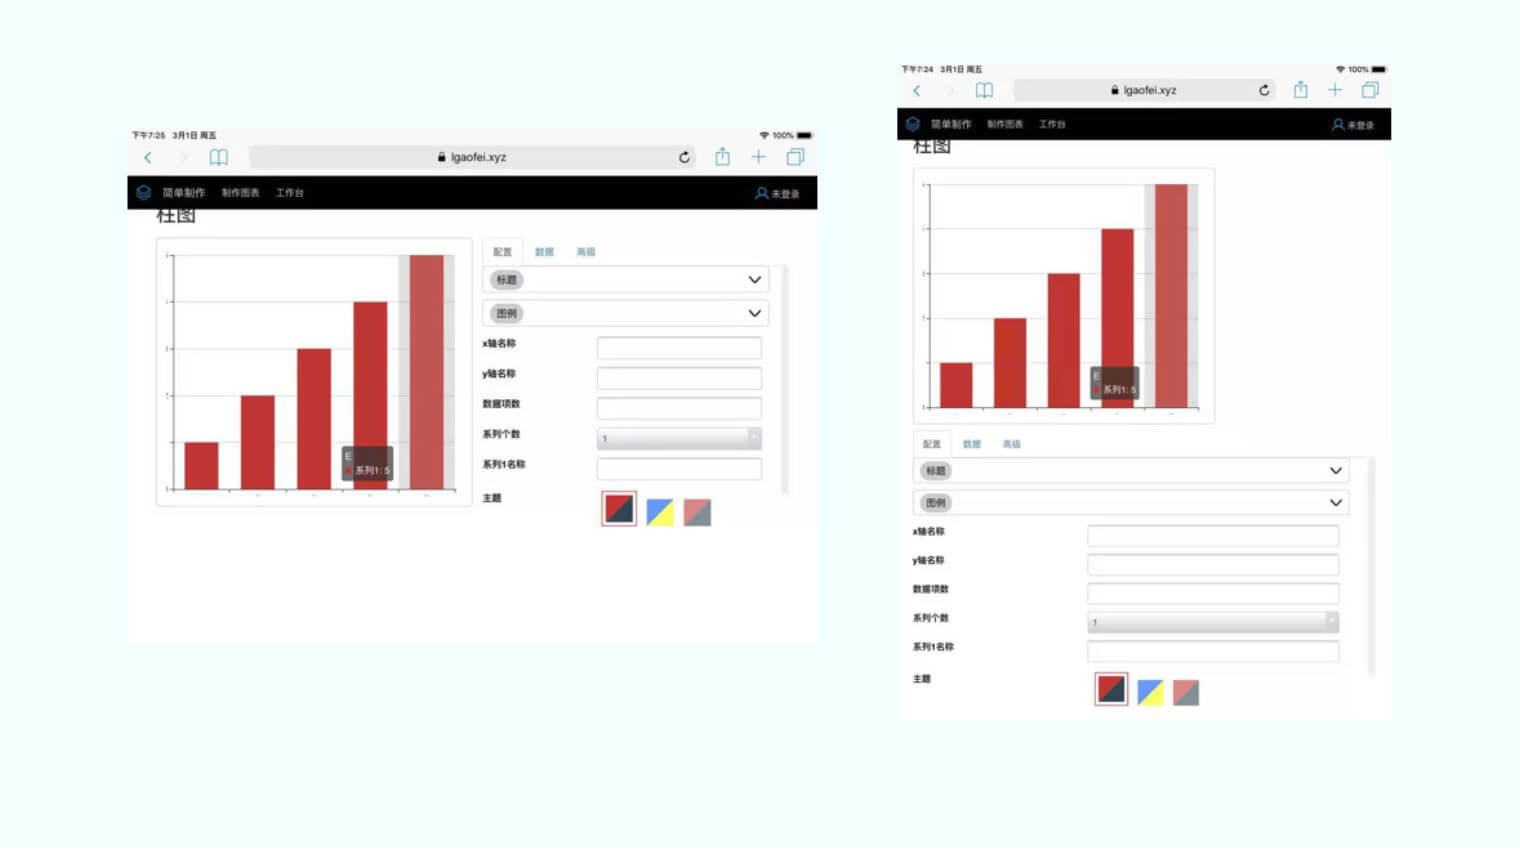 下午7:25 3月1日 周五
100%
lgaofei.xyz
简单制作 制作图表 工作台
未登录
柱图
E
系列1: 5
配置 数据 高级
标题
图例
x轴名称
y轴名称
数据项数
系列个数
1
系列1名称
主题
下午7:24 3月1日 周五
100%
lgaofei.xyz
简单制作 制作图表 工作台
未登录
柱图
E
系列1: 5
配置 数据 高级
标题
图例
x轴名称
y轴名称
数据项数
系列个数
1
系列1名称
主题